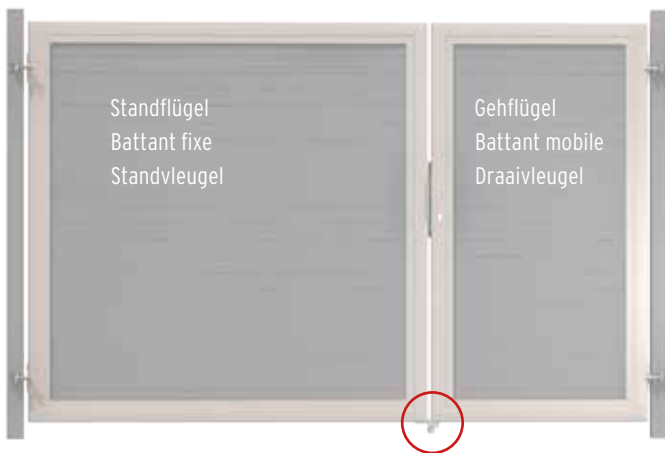 Standflügel
Battant fixe
Standvleugel
Gehflügel
Battant mobile
Draaivleugel